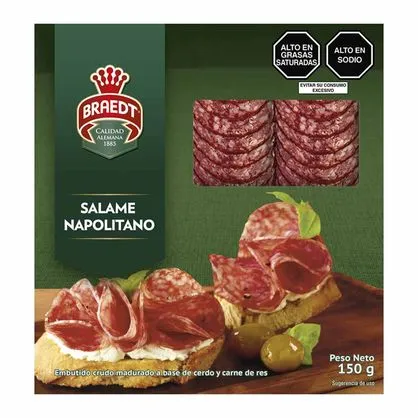 ALTO EN
GRASAS
SATURADAS
ALTO EN
SODIO
EVITAR SU CONSUMO
EXCESIVO
BRAEDT
CALIDAD
ALEMANA
1885
SALAME
NAPOLITANO
Peso Neto
150 g
Embutido crudo madurado a base de cerdo y carne de res
Sugerencia de uso